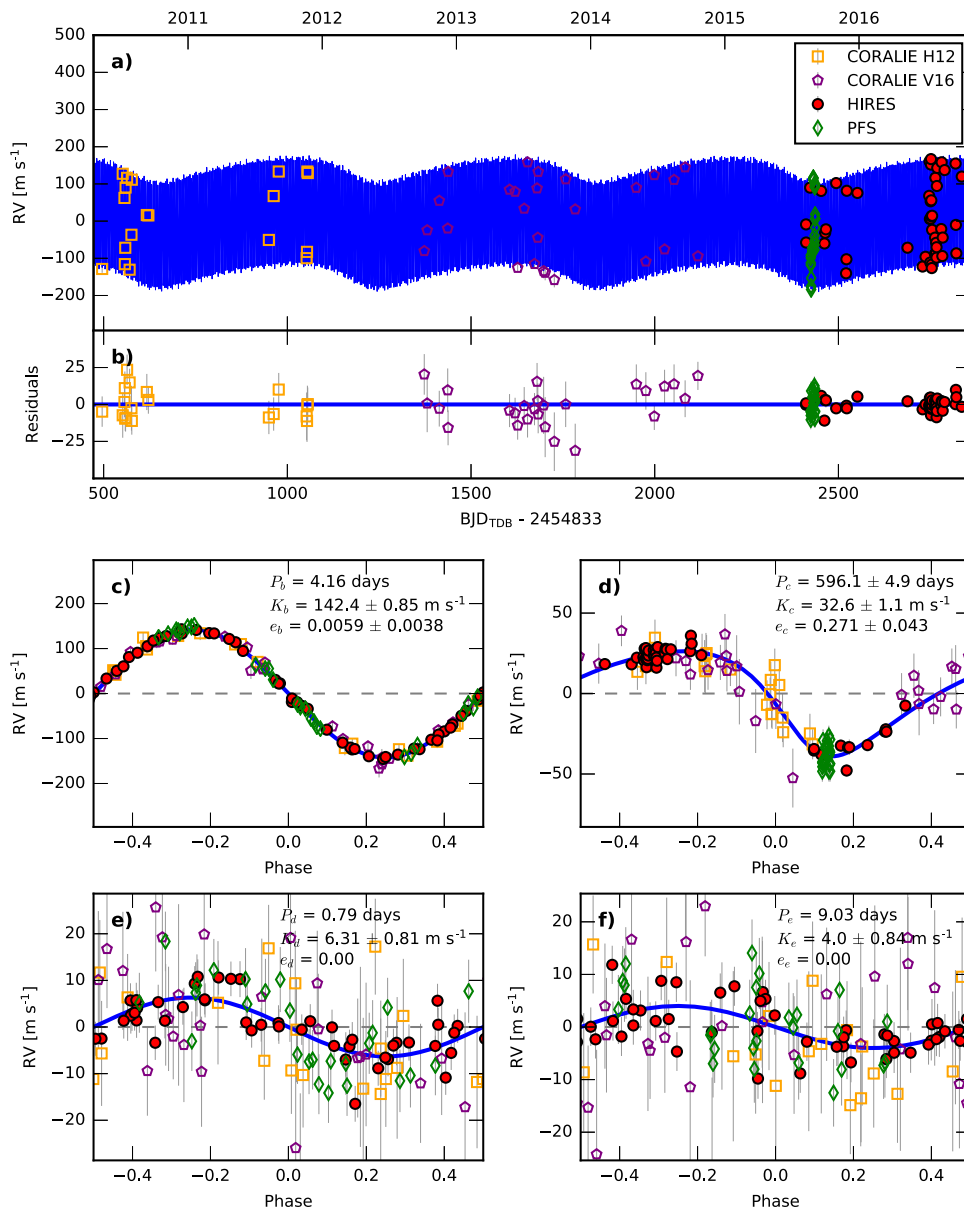 2011 2012 2013 2014 2015 2016
500
400
300
200
100
0
−100
−200
RV [m s⁻¹]
a)
CORALIE H12
CORALIE V16
HIRES
PFS
b)
25
0
−25
Residuals
500 1000 1500 2000 2500
BJD_TDB - 2454833
c)
P_b = 4.16 days
K_b = 142.4 ± 0.85 m s⁻¹
e_b = 0.0059 ± 0.0038
200
100
0
−100
−200
RV [m s⁻¹]
−0.4 −0.2 0.0 0.2 0.4
Phase
d)
P_c = 596.1 ± 4.9 days
K_c = 32.6 ± 1.1 m s⁻¹
e_c = 0.271 ± 0.043
50
0
−50
RV [m s⁻¹]
−0.4 −0.2 0.0 0.2 0.4
Phase
e)
P_d = 0.79 days
K_d = 6.31 ± 0.81 m s⁻¹
e_d = 0.00
20
10
0
−10
−20
RV [m s⁻¹]
−0.4 −0.2 0.0 0.2 0.4
Phase
f)
P_e = 9.03 days
K_e = 4.0 ± 0.84 m s⁻¹
e_e = 0.00
20
10
0
−10
−20
RV [m s⁻¹]
−0.4 −0.2 0.0 0.2 0.4
Phase